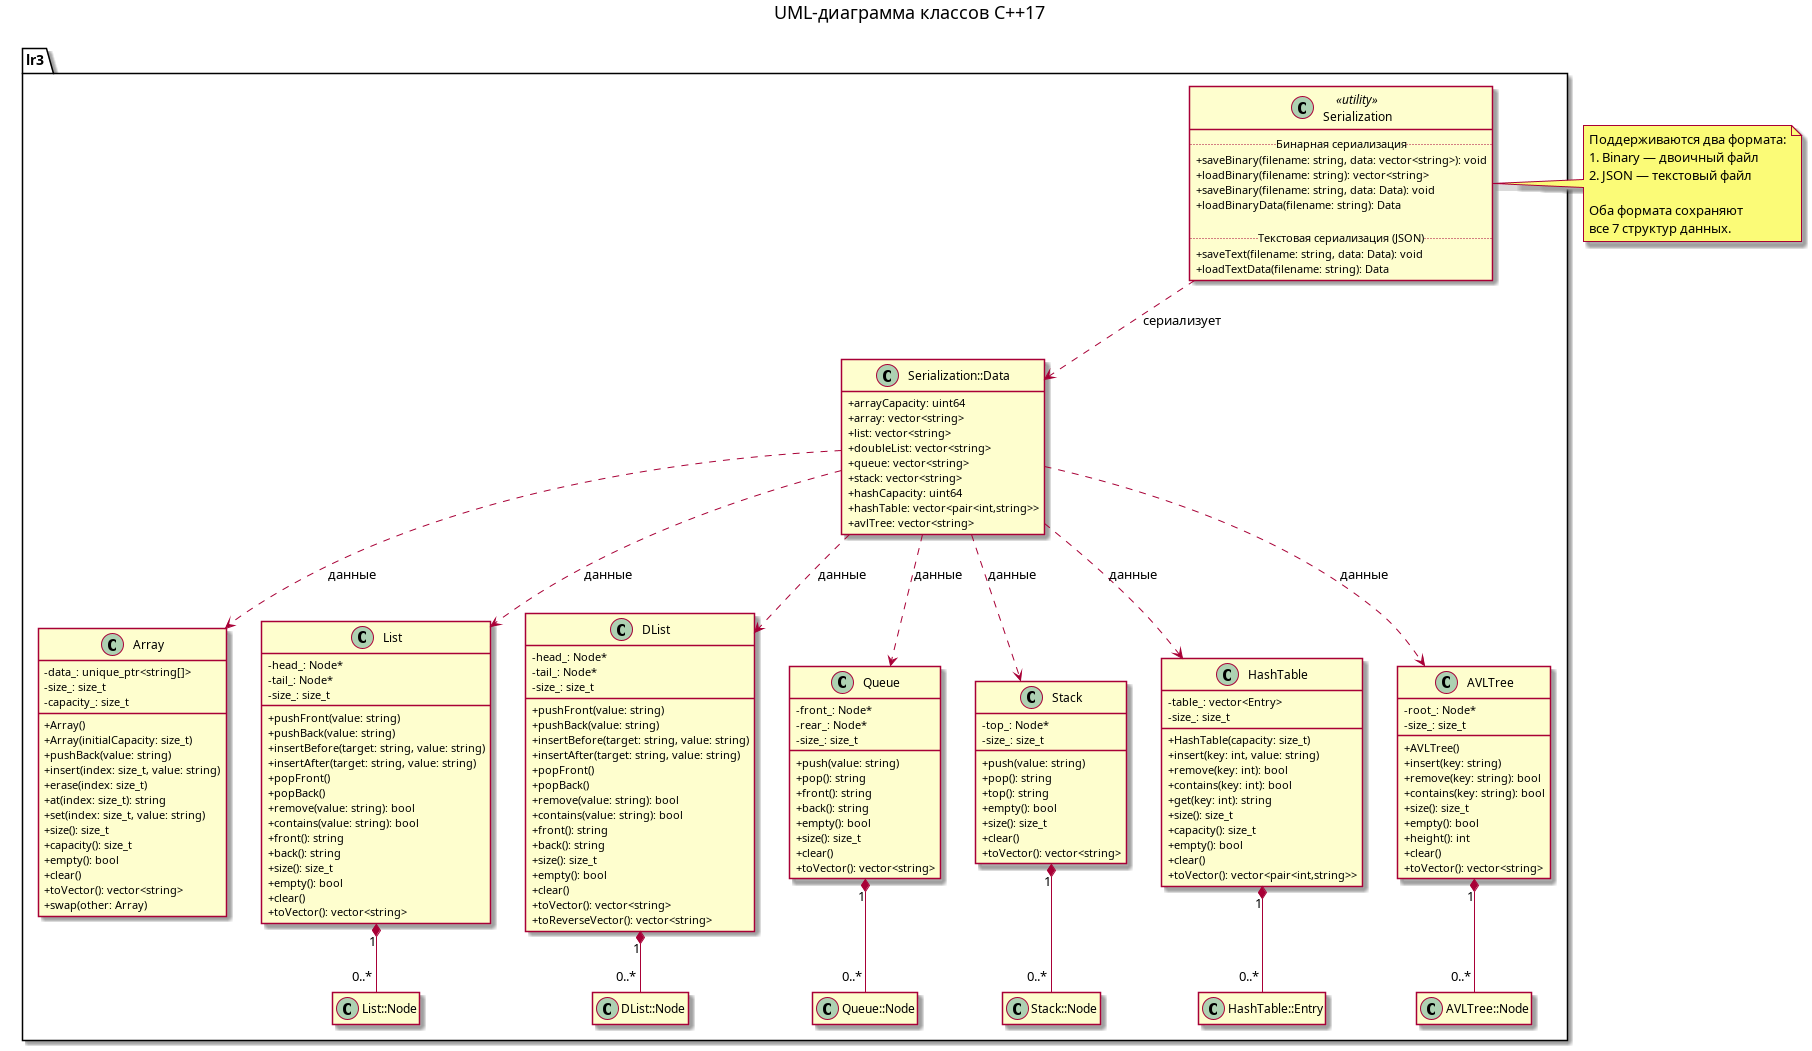 UML-диаграмма классов C++17
lr3
«utility»
Serialization
Бинарная сериализация
+saveBinary(filename: string, data: vector<string>): void
+loadBinary(filename: string): vector<string>
+saveBinary(filename: string, data: Data): void
+loadBinaryData(filename: string): Data
Текстовая сериализация (JSON)
+saveText(filename: string, data: Data): void
+loadTextData(filename: string): Data
Поддерживаются два формата:
1. Binary — двоичный файл
2. JSON — текстовый файл
Оба формата сохраняют
все 7 структур данных.
сериализует
Serialization::Data
+arrayCapacity: uint64
+array: vector<string>
+list: vector<string>
+doubleList: vector<string>
+queue: vector<string>
+stack: vector<string>
+hashCapacity: uint64
+hashTable: vector<pair<int,string>>
+avlTree: vector<string>
данные
данные
данные
данные
данные
данные
данные
Array
-data_: unique_ptr<string[]>
-size_: size_t
-capacity_: size_t
+Array()
+Array(initialCapacity: size_t)
+pushBack(value: string)
+insert(index: size_t, value: string)
+erase(index: size_t)
+at(index: size_t): string
+set(index: size_t, value: string)
+size(): size_t
+capacity(): size_t
+empty(): bool
+clear()
+toVector(): vector<string>
+swap(other: Array)
List
-head_: Node*
-tail_: Node*
-size_: size_t
+pushFront(value: string)
+pushBack(value: string)
+insertBefore(target: string, value: string)
+insertAfter(target: string, value: string)
+popFront()
+popBack()
+remove(value: string): bool
+contains(value: string): bool
+front(): string
+back(): string
+size(): size_t
+empty(): bool
+clear()
+toVector(): vector<string>
DList
-head_: Node*
-tail_: Node*
-size_: size_t
+pushFront(value: string)
+pushBack(value: string)
+insertBefore(target: string, value: string)
+insertAfter(target: string, value: string)
+popFront()
+popBack()
+remove(value: string): bool
+contains(value: string): bool
+front(): string
+back(): string
+size(): size_t
+empty(): bool
+clear()
+toVector(): vector<string>
+toReverseVector(): vector<string>
Queue
-front_: Node*
-rear_: Node*
-size_: size_t
+push(value: string)
+pop(): string
+front(): string
+back(): string
+empty(): bool
+size(): size_t
+clear()
+toVector(): vector<string>
Stack
-top_: Node*
-size_: size_t
+push(value: string)
+pop(): string
+top(): string
+empty(): bool
+size(): size_t
+clear()
+toVector(): vector<string>
HashTable
-table_: vector<Entry>
-size_: size_t
+HashTable(capacity: size_t)
+insert(key: int, value: string)
+remove(key: int): bool
+contains(key: int): bool
+get(key: int): string
+size(): size_t
+capacity(): size_t
+empty(): bool
+clear()
+toVector(): vector<pair<int,string>>
AVLTree
-root_: Node*
-size_: size_t
+AVLTree()
+insert(key: string)
+remove(key: string): bool
+contains(key: string): bool
+size(): size_t
+empty(): bool
+height(): int
+clear()
+toVector(): vector<string>
1
0..*
1
0..*
1
0..*
1
0..*
1
0..*
1
0..*
List::Node
DList::Node
Queue::Node
Stack::Node
HashTable::Entry
AVLTree::Node